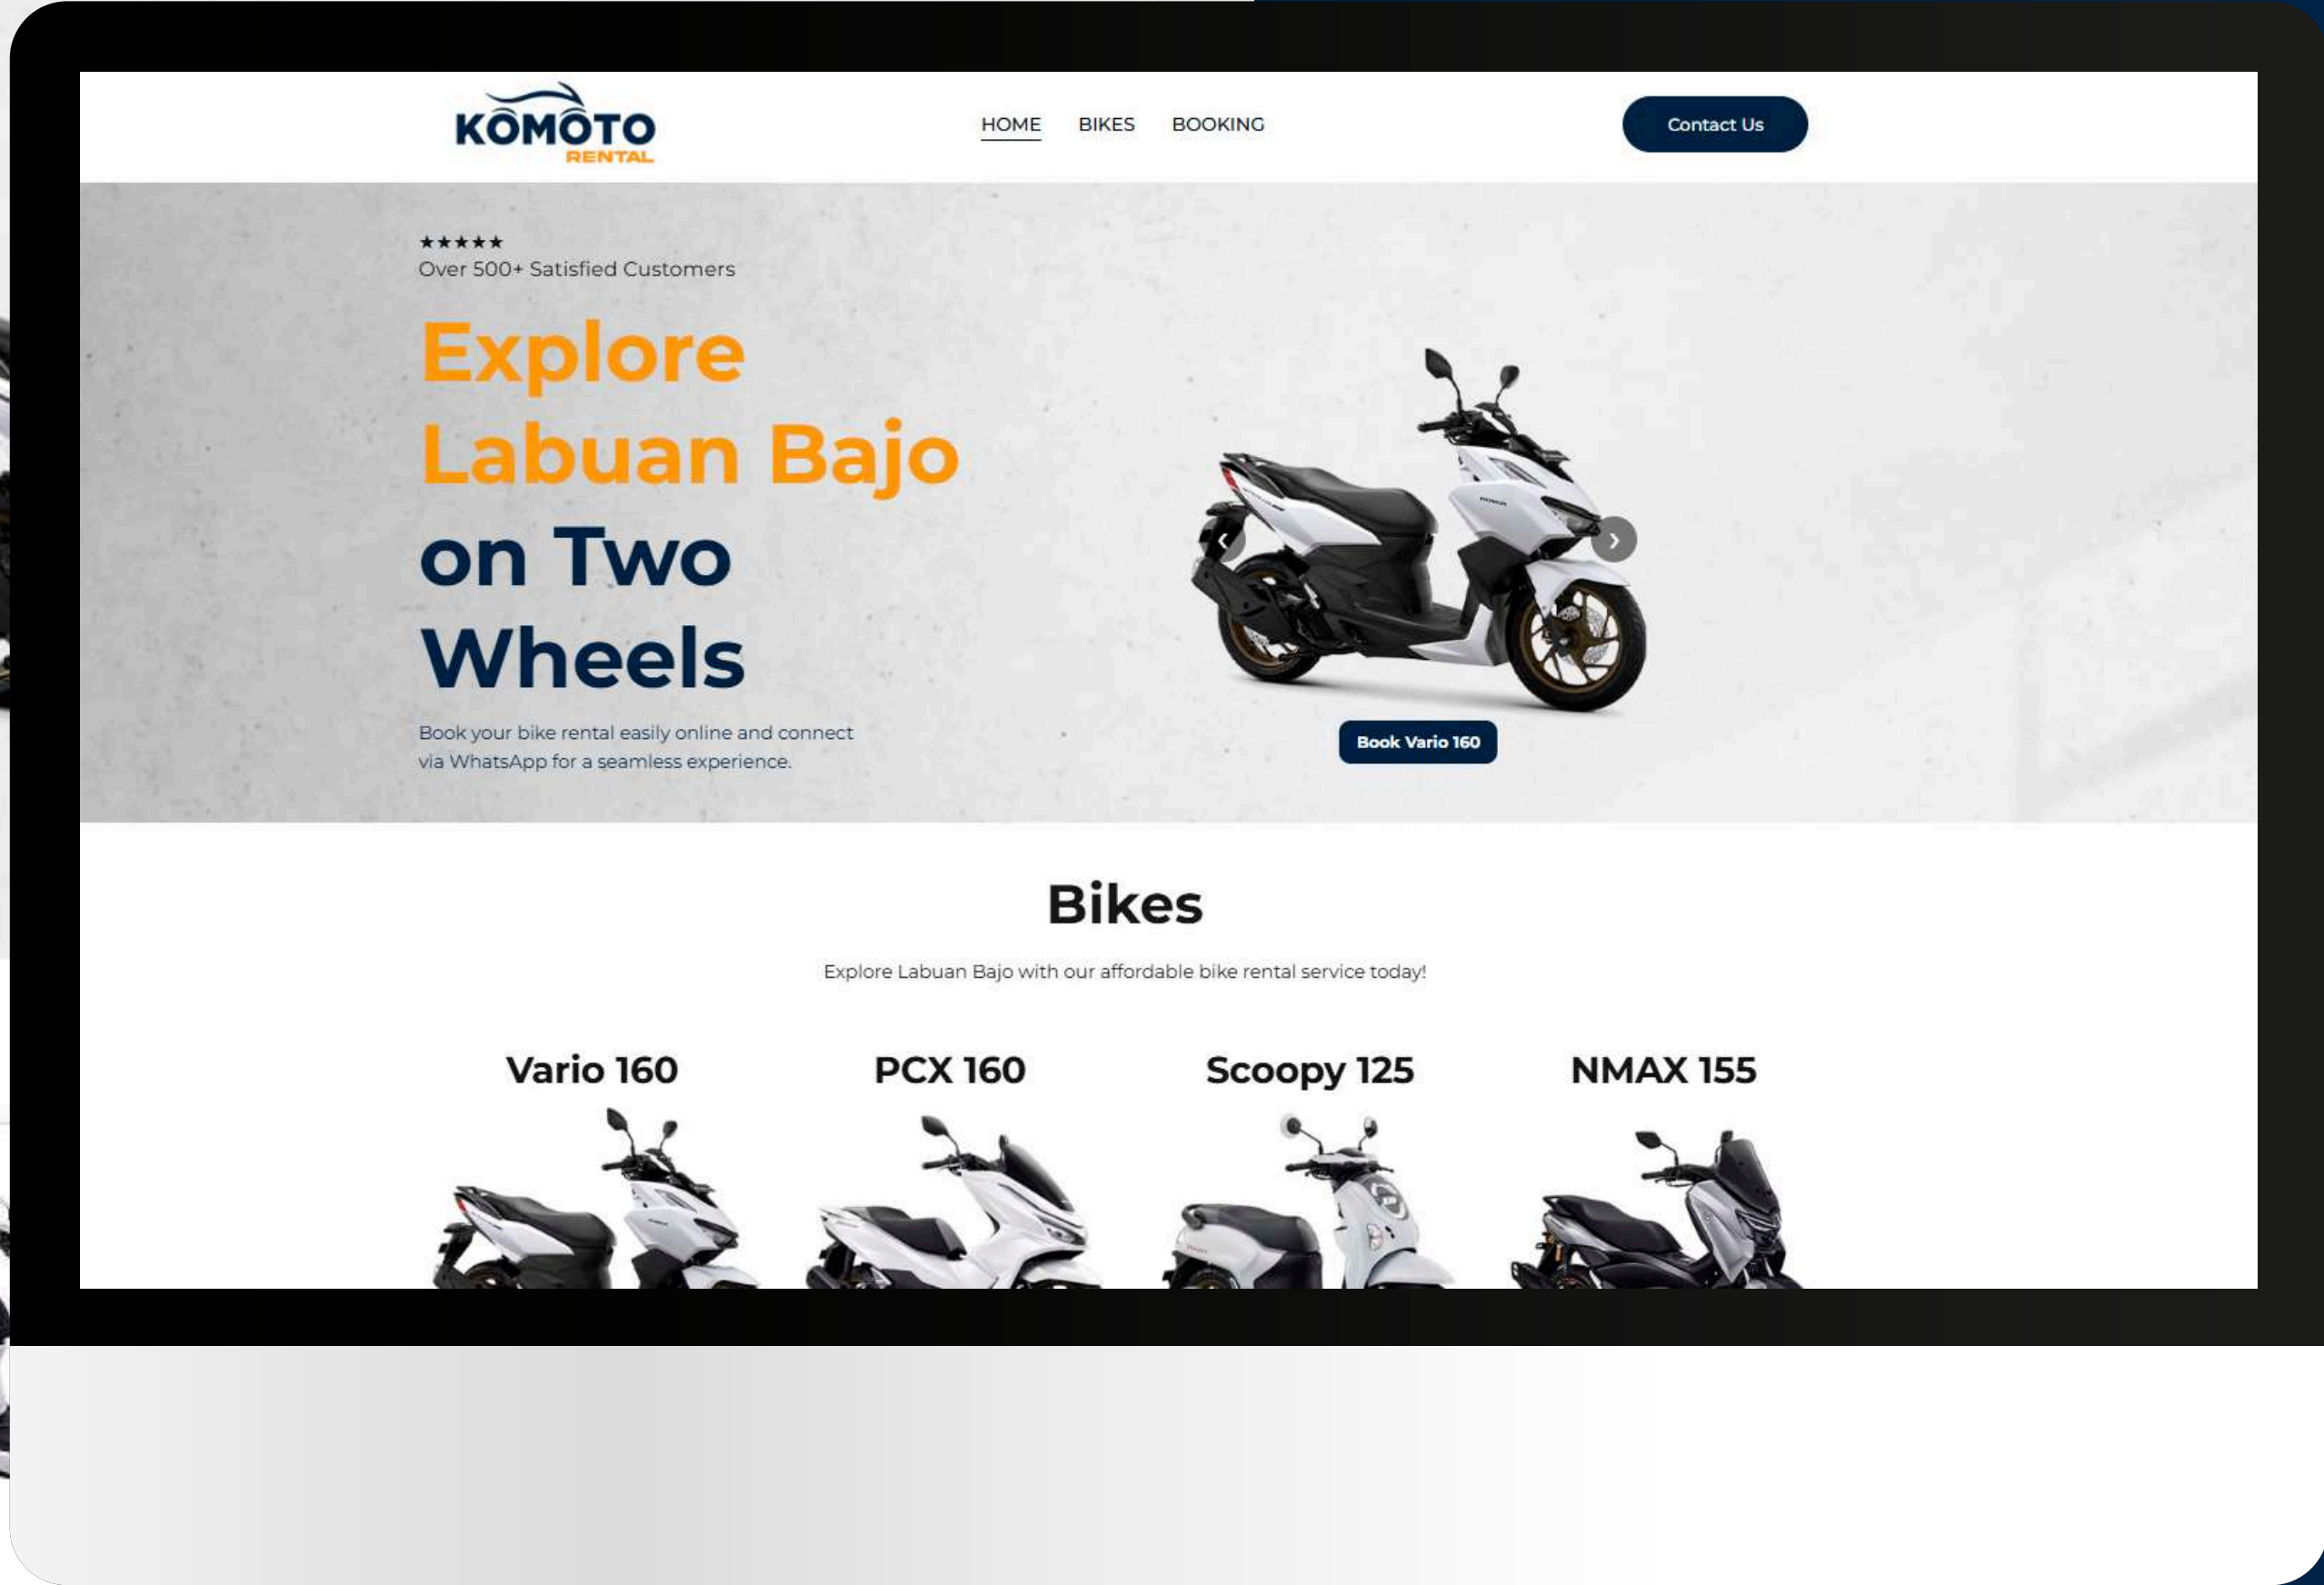 KOMOTO
RENTAL
HOME BIKES BOOKING
Contact Us
★★★★★
Over 500+ Satisfied Customers
Explore
Labuan Bajo
on Two
Wheels
Book your bike rental easily online and connect
via WhatsApp for a seamless experience.
Book Vario 160
Bikes
Explore Labuan Bajo with our affordable bike rental service today!
Vario 160
PCX 160
Scoopy 125
NMAX 155